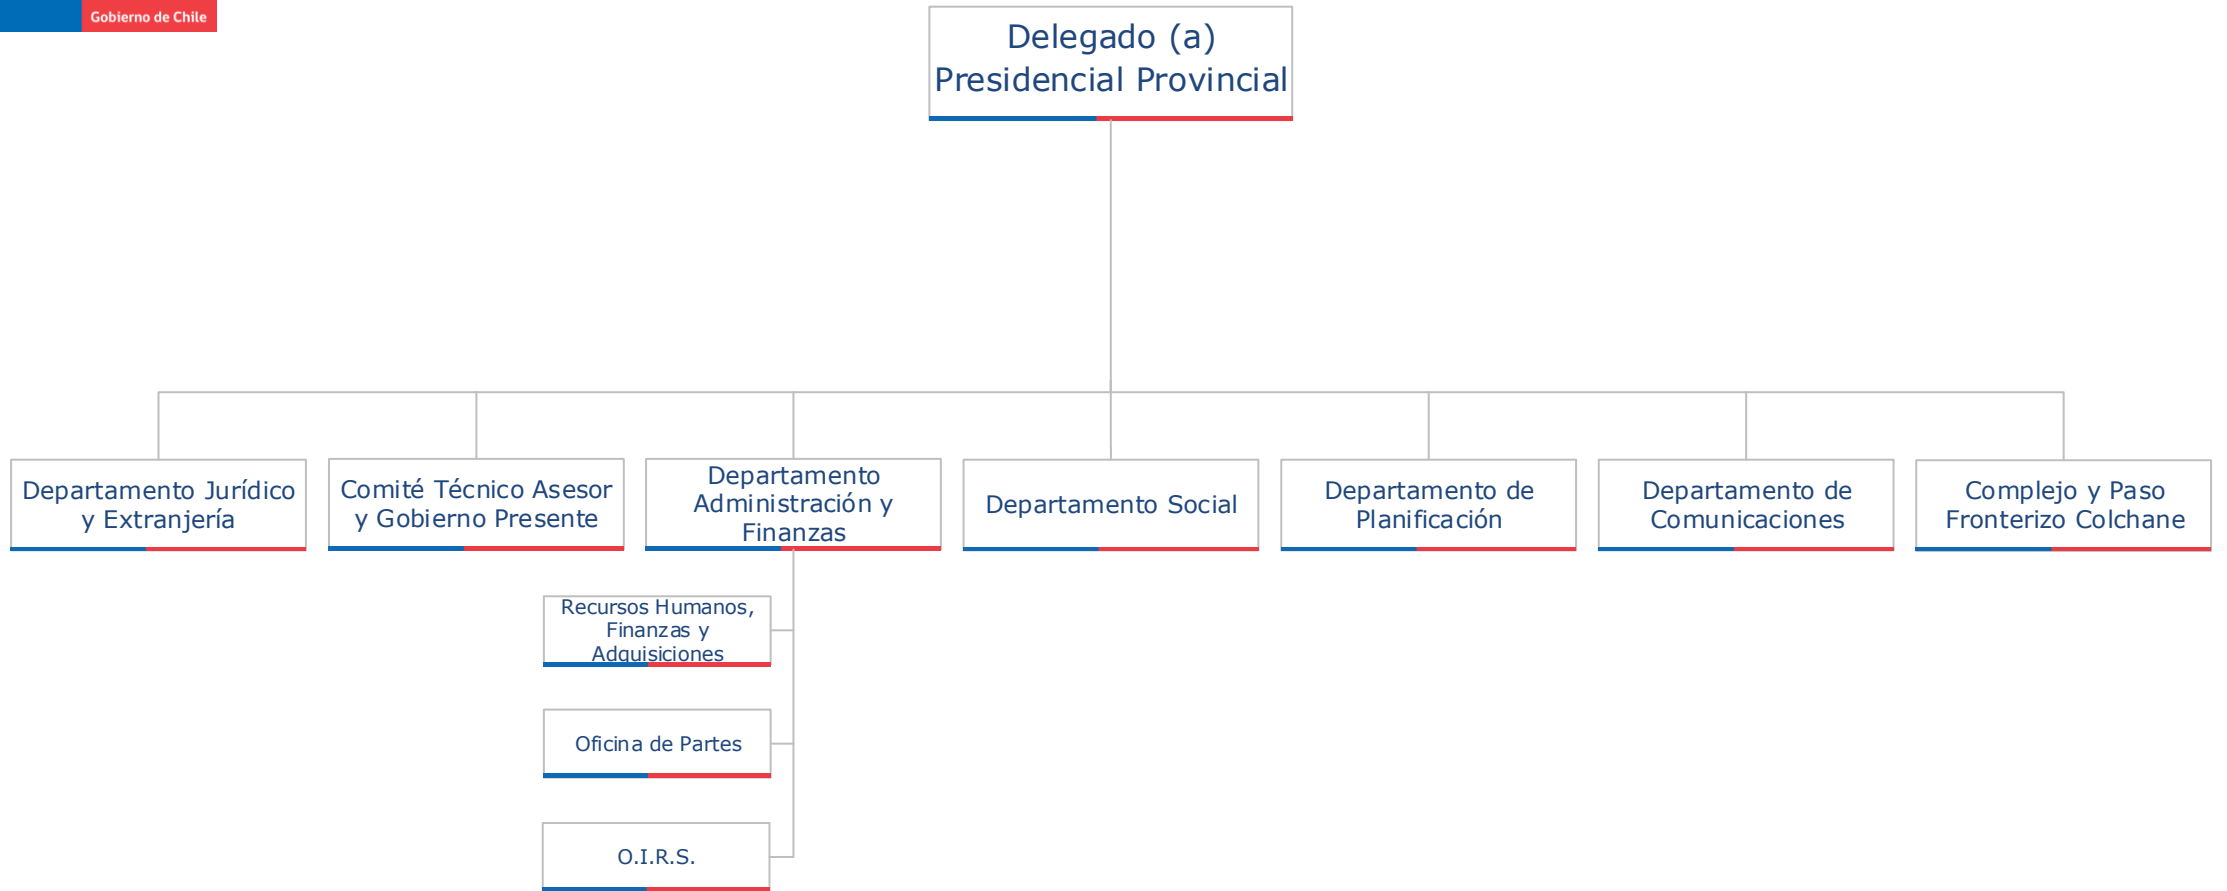 Gobierno de Chile
Delegado (a)
Presidencial Provincial
Departamento Jurídico
y Extranjería
Comité Técnico Asesor
y Gobierno Presente
Departamento
Administración y
Finanzas
Departamento Social
Departamento de
Planificación
Departamento de
Comunicaciones
Complejo y Paso
Fronterizo Colchane
Recursos Humanos,
Finanzas y
Adquisiciones
Oficina de Partes
O.I.R.S.